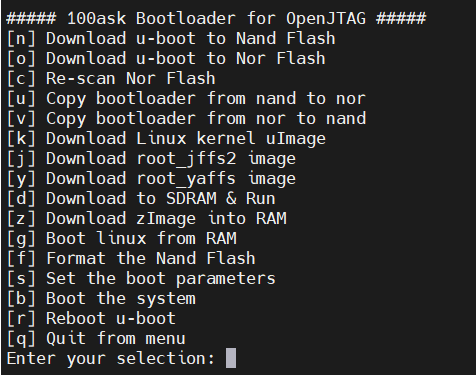 ##### 100ask Bootloader for OpenJTAG #####
[n] Download u-boot to Nand Flash
[o] Download u-boot to Nor Flash
[c] Re-scan Nor Flash
[u] Copy bootloader from nand to nor
[v] Copy bootloader from nor to nand
[k] Download Linux kernel uImage
[j] Download root_jffs2 image
[y] Download root_yaffs image
[d] Download to SDRAM & Run
[z] Download zImage into RAM
[g] Boot linux from RAM
[f] Format the Nand Flash
[s] Set the boot parameters
[b] Boot the system
[r] Reboot u-boot
[q] Quit from menu
Enter your selection: